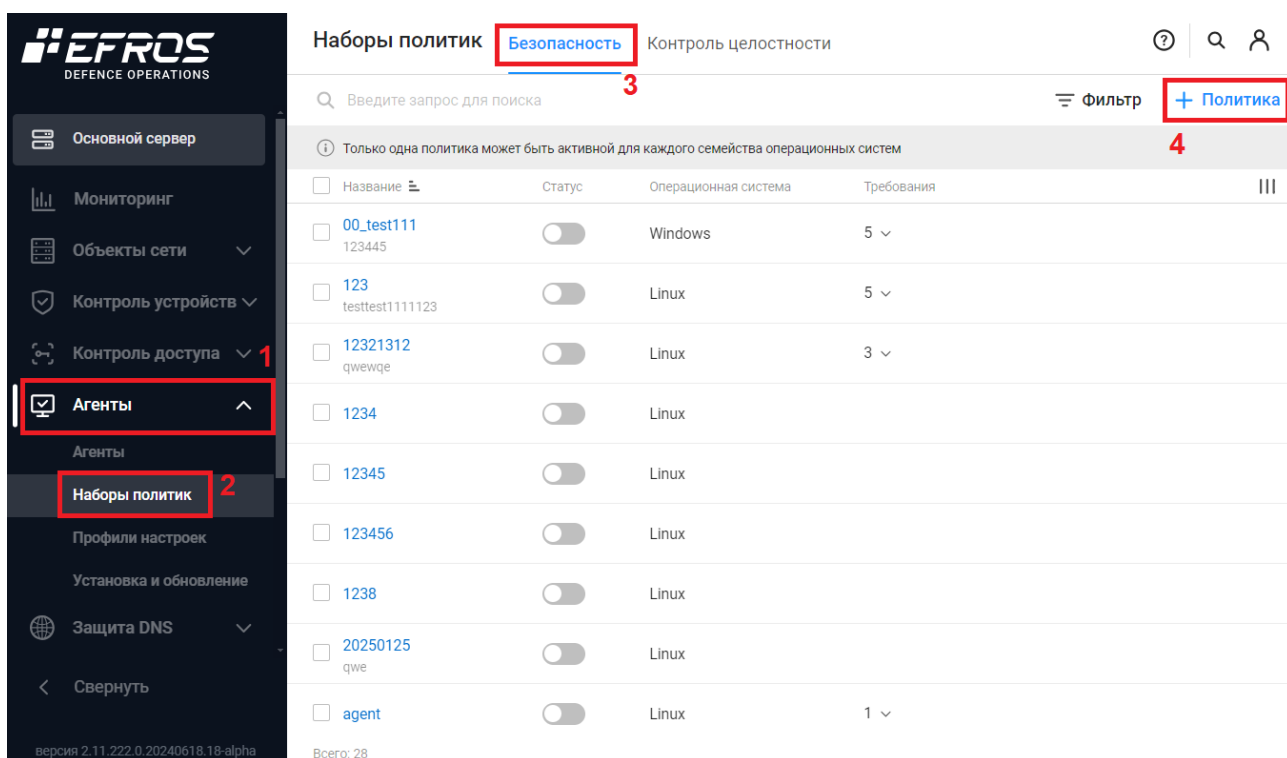 EFROS
DEFENCE OPERATIONS
Основной сервер
Мониторинг
Объекты сети
Контроль устройств
Контроль доступа 1
Агенты
Агенты
Наборы политик 2
Профили настроек
Установка и обновление
Защита DNS
Свернуть
версия 2.11.222.0.20240618.18-alpha
Наборы политик Безопасность Контроль целостности
3
Введите запрос для поиска Фильтр + Политика
4
Только одна политика может быть активной для каждого семейства операционных систем
Название Статус Операционная система Требования
00_test111 Windows 5
123445
123 Linux 5
testtest1111123
12321312 Linux 3
qwewqe
1234 Linux
12345 Linux
123456 Linux
1238 Linux
20250125 Linux
qwe
agent Linux 1
Всего: 28